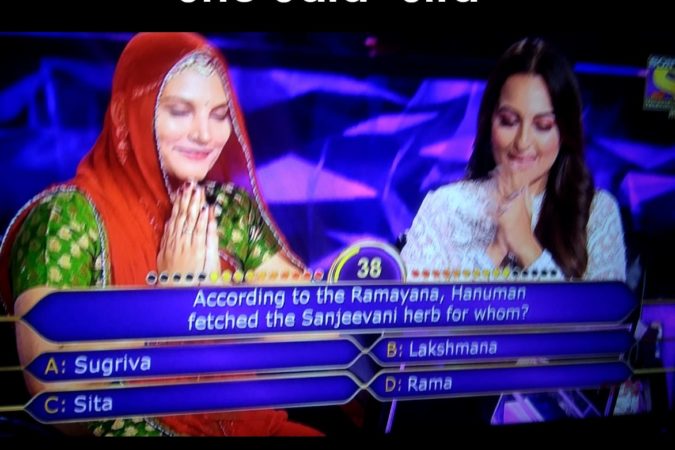 38
According to the Ramayana, Hanuman
fetched the Sanjeevani herb for whom?
A: Sugriva
B: Lakshmana
C: Sita
D: Rama